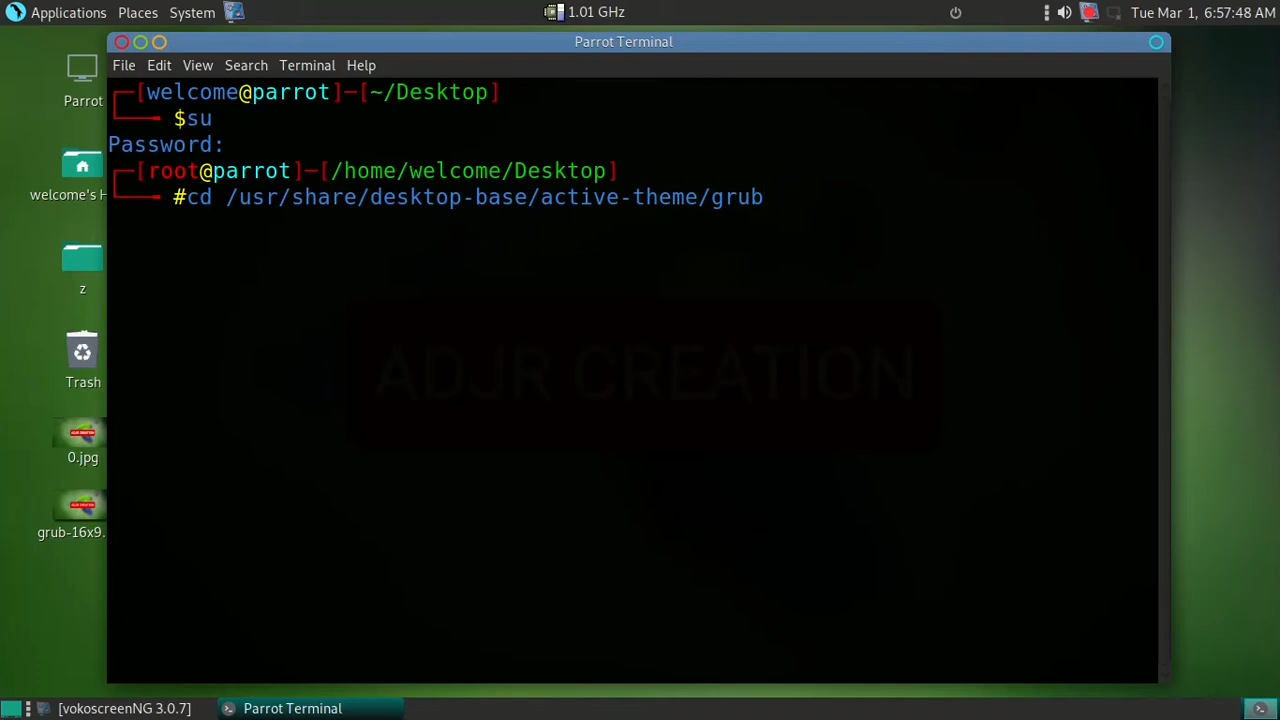 Applications Places System 1.01 GHz Tue Mar 1, 6:57:48 AM
Parrot Terminal
File Edit View Search Terminal Help
┌─[welcome@parrot]─[~/Desktop]
└──╼ $su
Password:
┌─[root@parrot]─[/home/welcome/Desktop]
└──╼ #cd /usr/share/desktop-base/active-theme/grub
Parrot
welcome's H
z
Trash
0.jpg
grub-16x9.
ADJR CREATION
[vokoscreenNG 3.0.7] Parrot Terminal